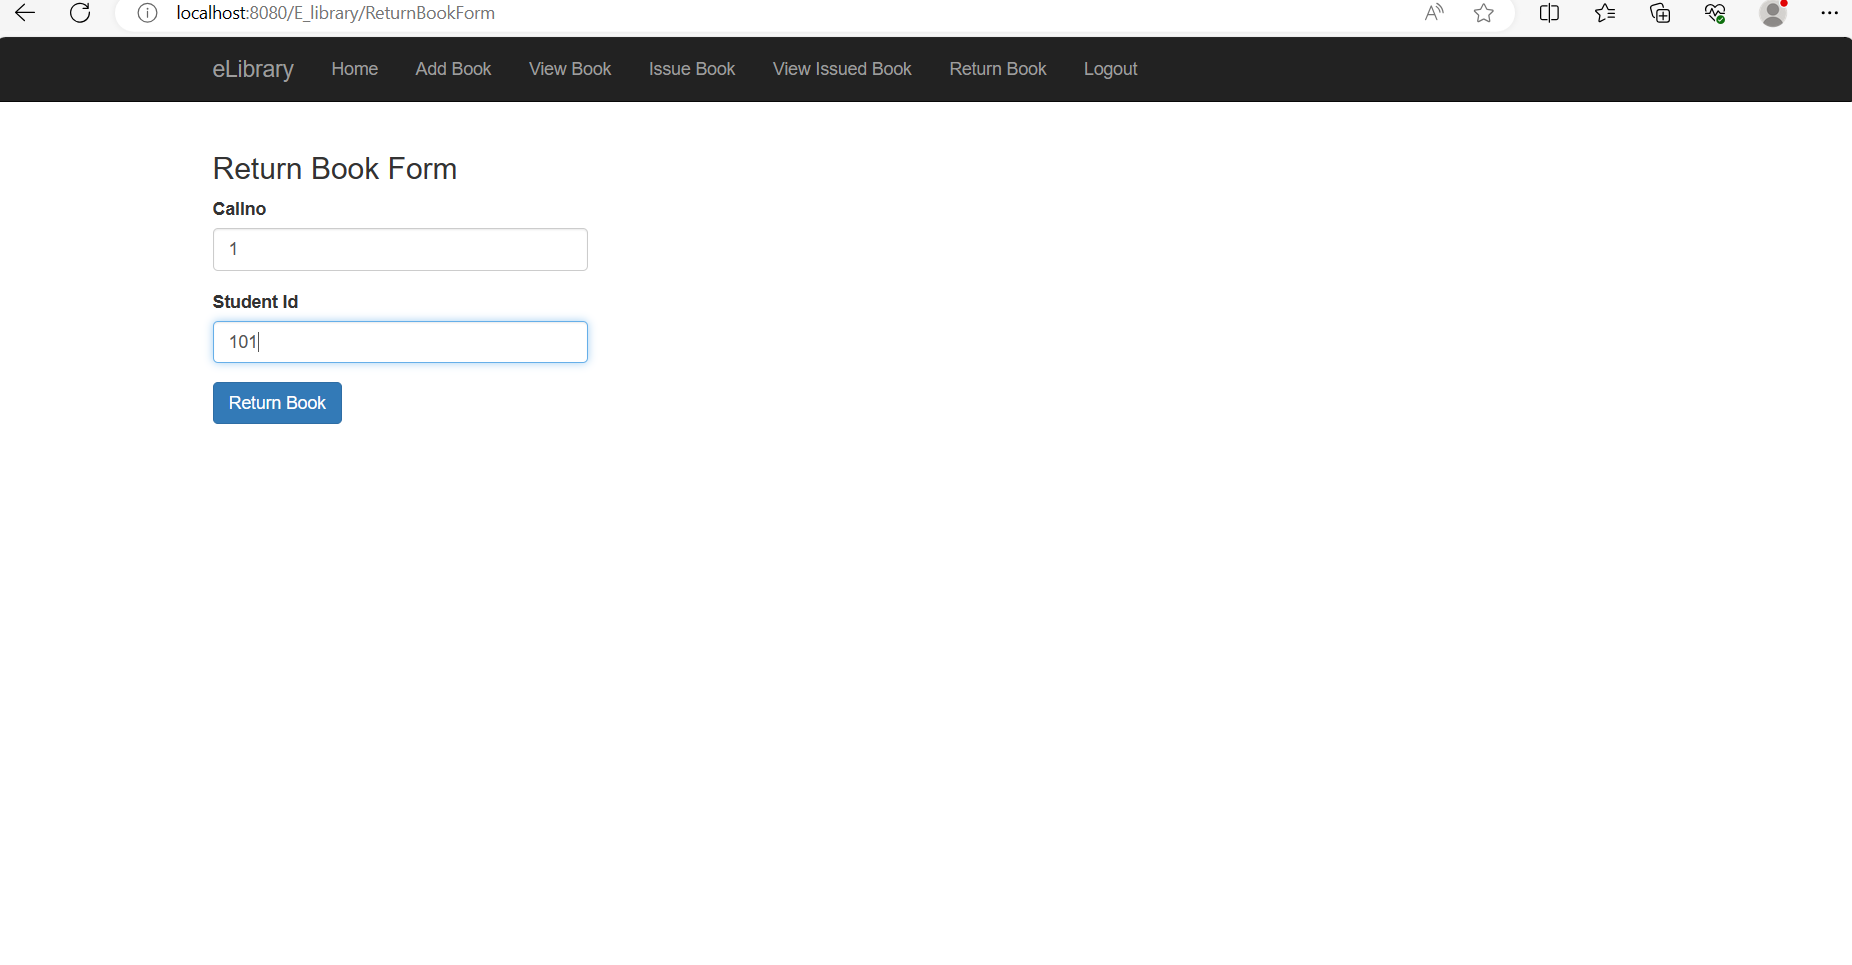 localhost:8080/E_library/ReturnBookForm
eLibrary Home Add Book View Book Issue Book View Issued Book Return Book Logout
Return Book Form
Callno
1
Student Id
101
Return Book